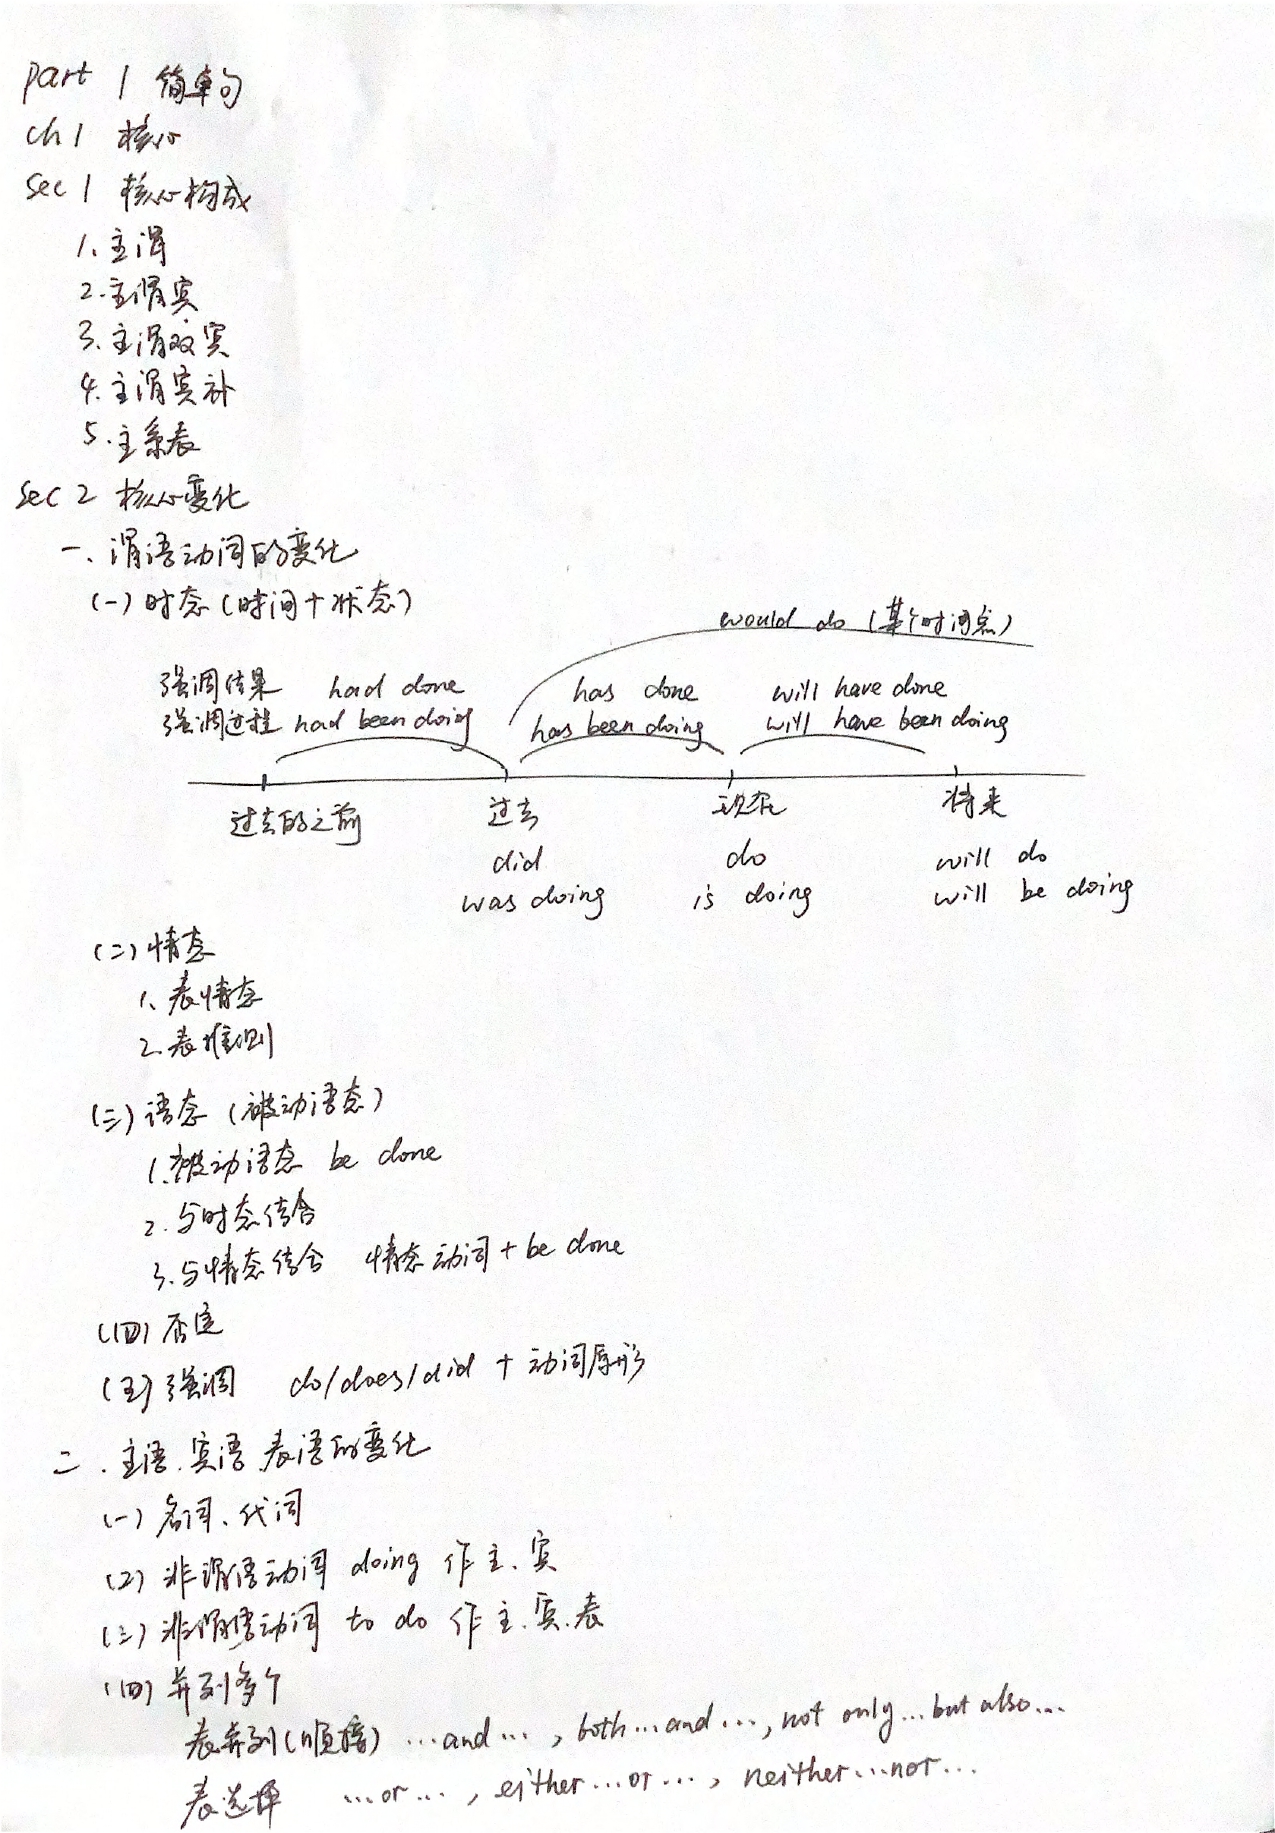 part 1 简单句
ch 1 核心
sec 1 核心构成
1、主谓
2.主谓宾
3.主谓双宾
4.主谓宾补
5.主系表
sec 2 核心变化
一、谓语动词的变化
(一) 时态 (时间+状态)
would do (某个时间点)
强调结果 had done has done will have done
强调过程 had been doing has been doing will have been doing
过去的之前 过去 现在 将来
did do will do
was doing is doing will be doing
(二) 情态
1、表情态
2.表推测
(三) 语态 (被动语态)
1.被动语态 be done
2.与时态结合
3.与情态结合 情态动词+be done
(四) 否定
(五) 强调 do/does/did + 动词原形
二.主语.宾语.表语的变化
(一) 名词、代词
(2) 非谓语动词 doing 作主、宾
(三) 非谓语动词 to do 作主.宾.表
(四) 并列多个
表并列(顺接) ...and..., both...and..., not only...but also...
表选择 ...or..., either...or..., neither...nor...